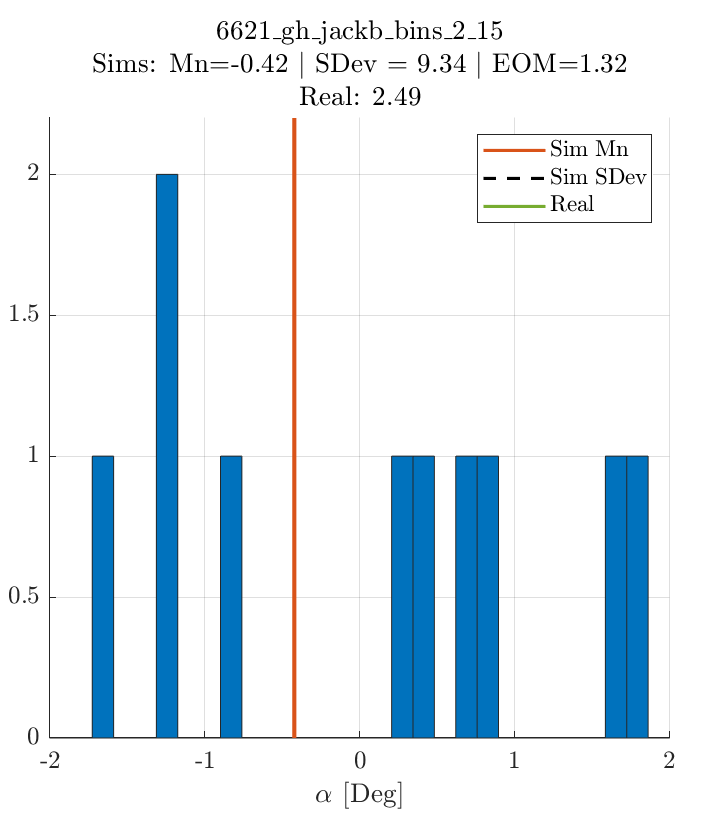 6621_gh_jackb_bins_2_15
Sims: Mn=-0.42 | SDev = 9.34 | EOM=1.32
Real: 2.49
Sim Mn
Sim SDev
Real
2
1.5
1
0.5
0
-2
-1
0
1
2
α [Deg]